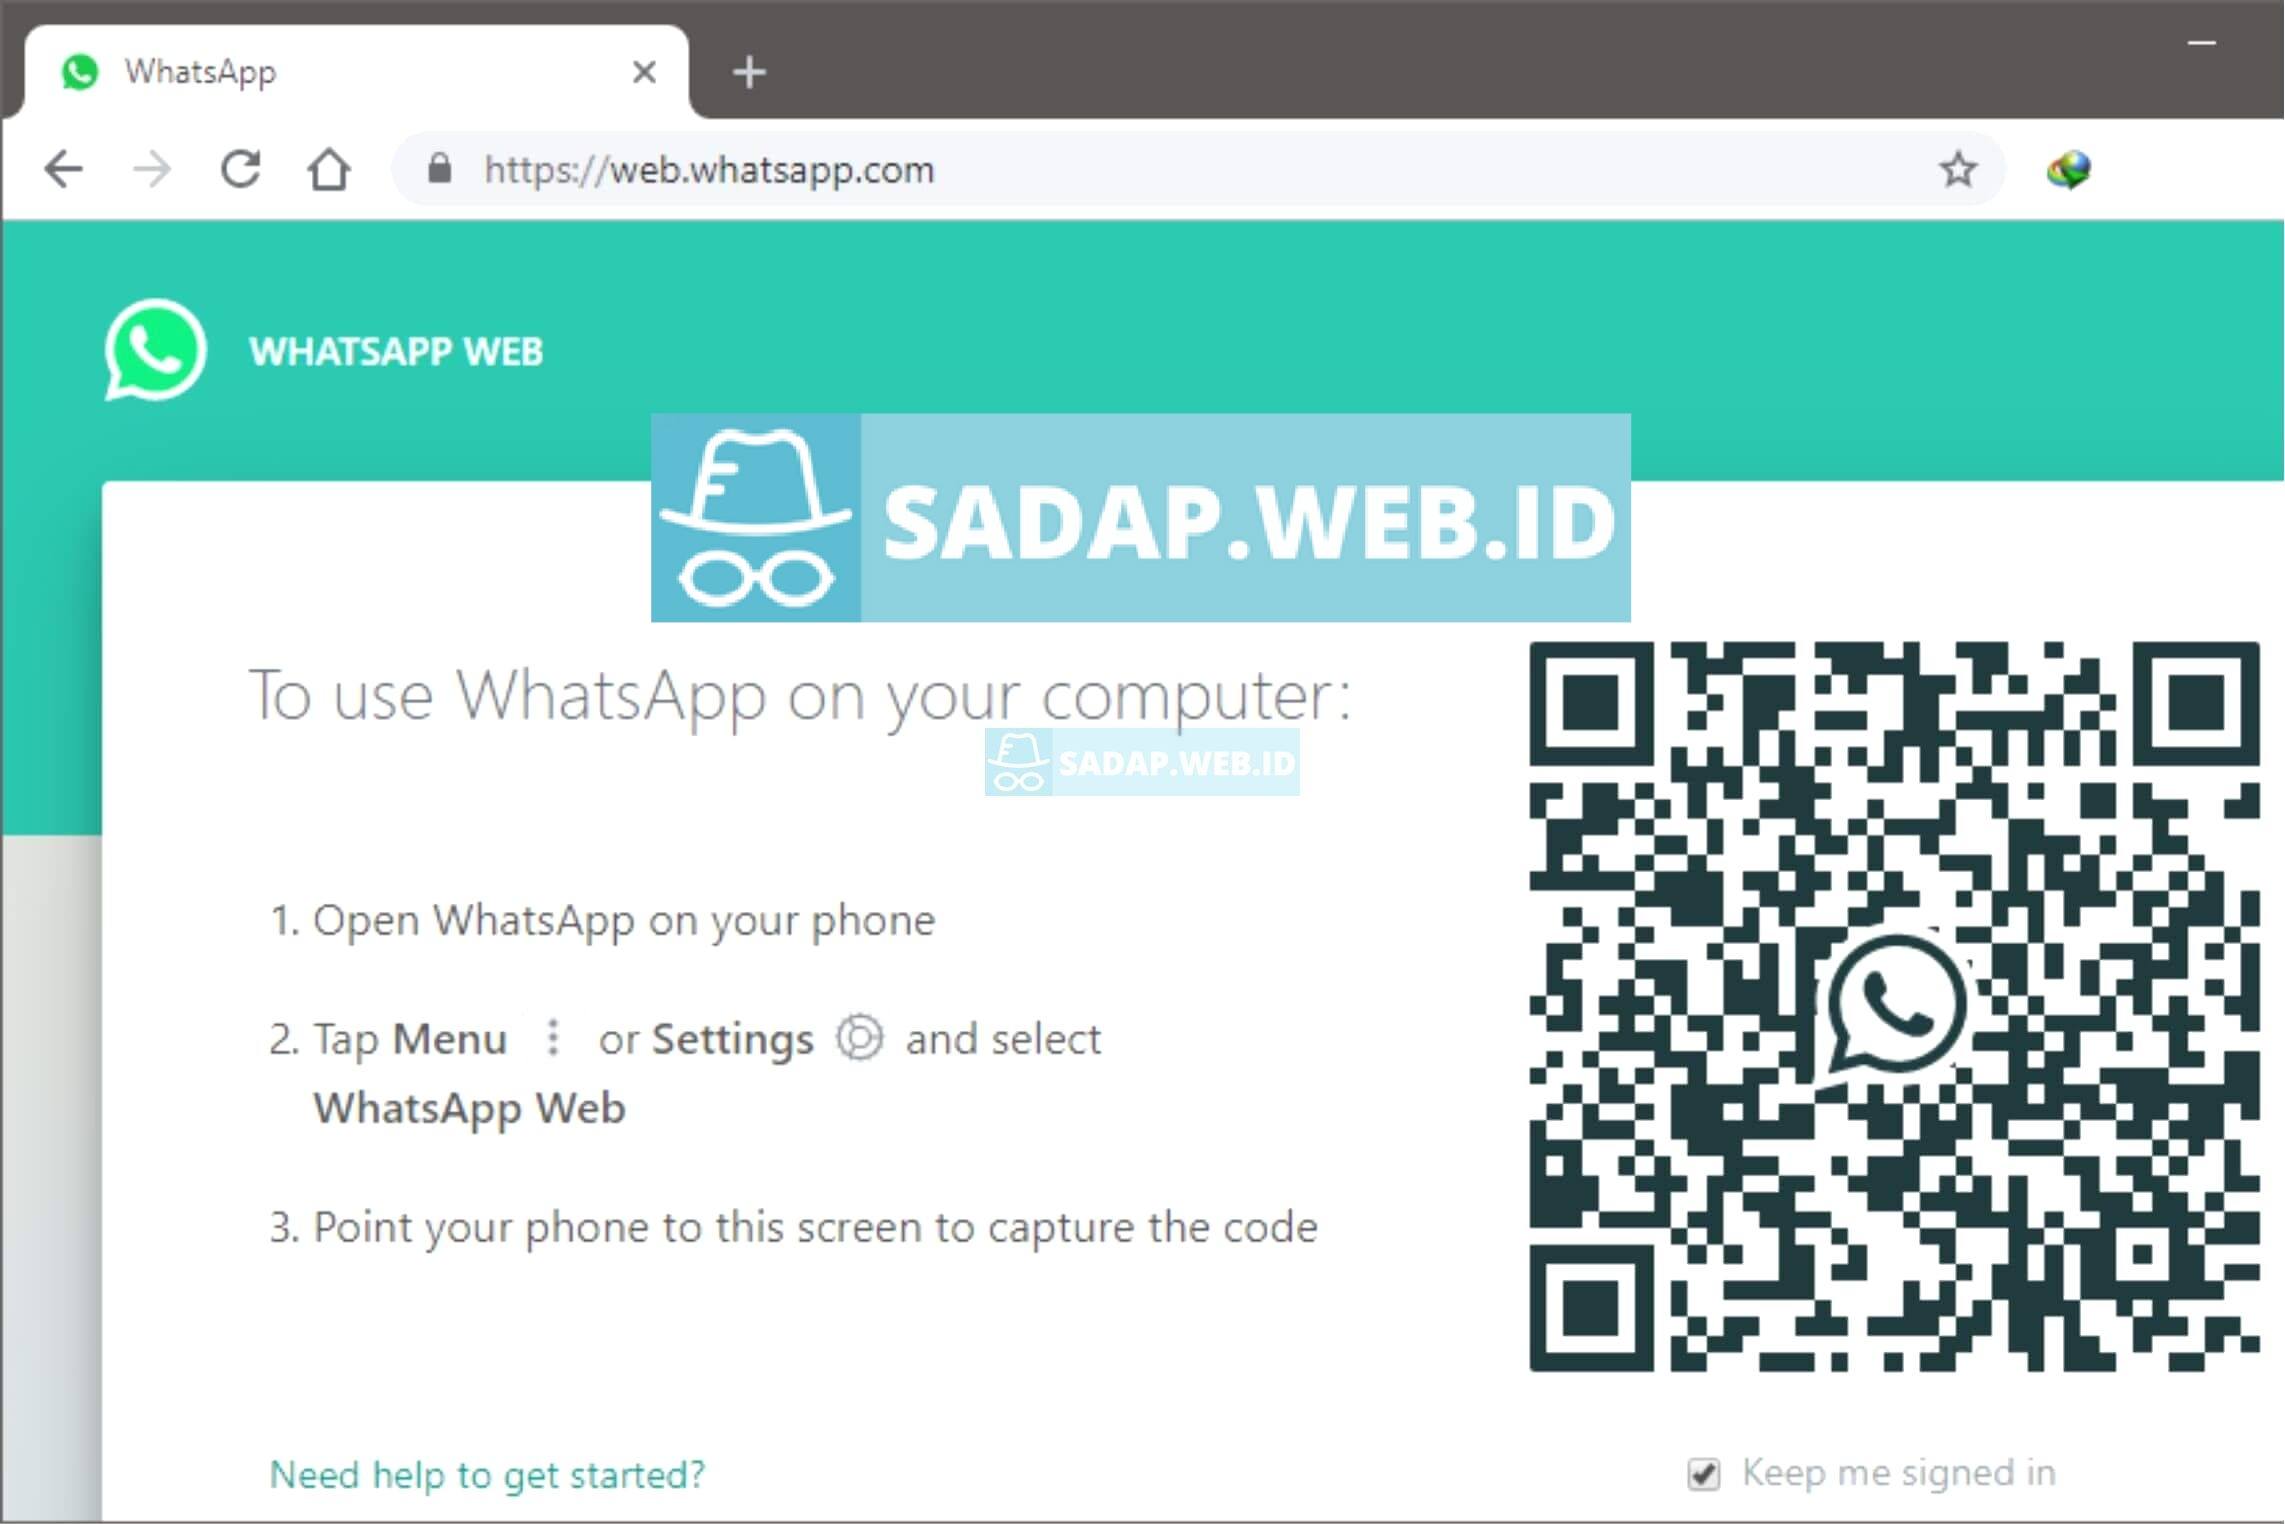 WhatsApp
https://web.whatsapp.com
WHATSAPP WEB
SADAP.WEB.ID
To use WhatsApp on your computer:
SADAP.WEB.ID
1. Open WhatsApp on your phone
2. Tap Menu or Settings and select
WhatsApp Web
3. Point your phone to this screen to capture the code
Need help to get started?
Keep me signed in